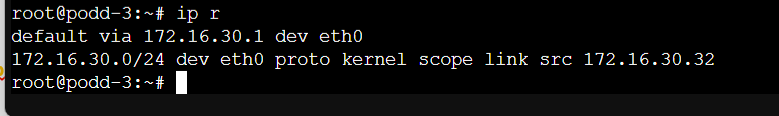 root@podd-3:~# ip r
default via 172.16.30.1 dev eth0
172.16.30.0/24 dev eth0 proto kernel scope link src 172.16.30.32
root@podd-3:~#